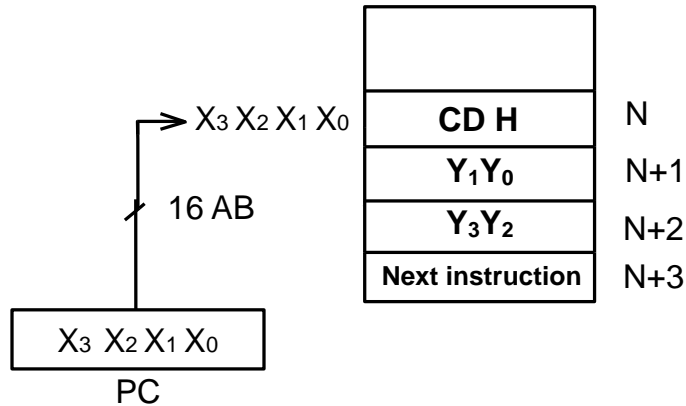 X₃ X₂ X₁ X₀
CD H
N
Y₁Y₀
N+1
16 AB
Y₃Y₂
N+2
Next instruction
N+3
X₃ X₂ X₁ X₀
PC